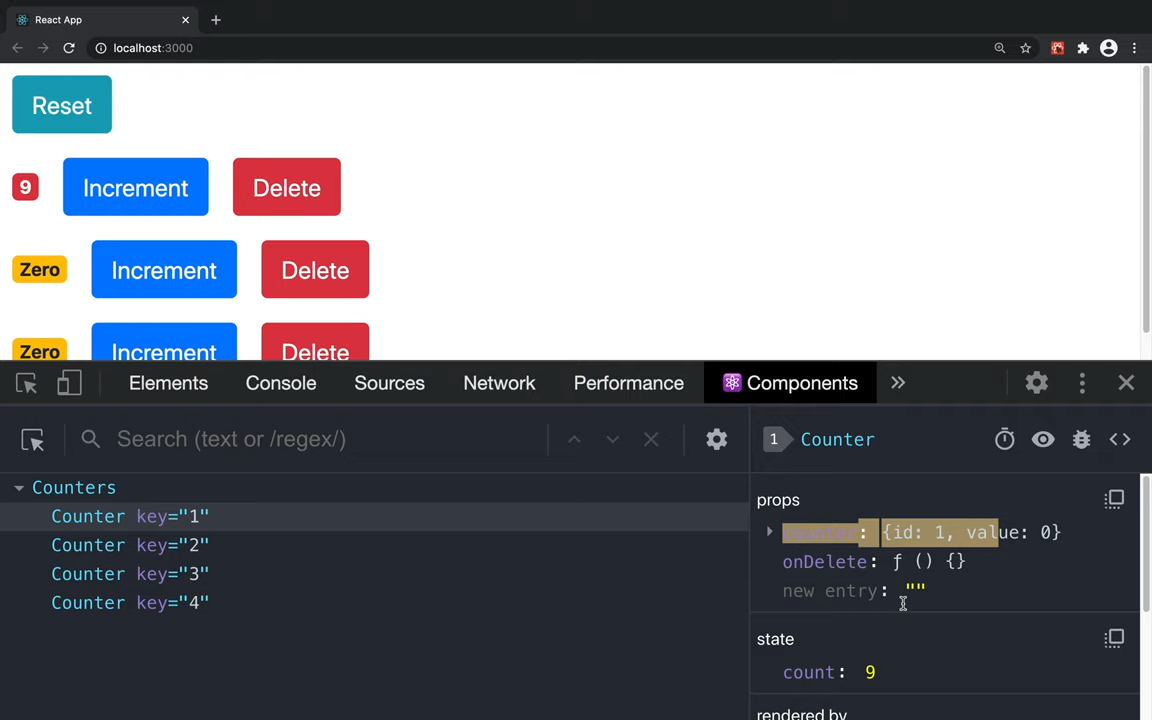 React App
localhost:3000
Reset
9 Increment Delete
Zero Increment Delete
Zero Increment Delete
Elements Console Sources Network Performance Components
Search (text or /regex/)
1 Counter
Counters
Counter key="1"
Counter key="2"
Counter key="3"
Counter key="4"
props
counter: {id: 1, value: 0}
onDelete: ƒ () {}
new entry: ""
state
count: 9
rendered by